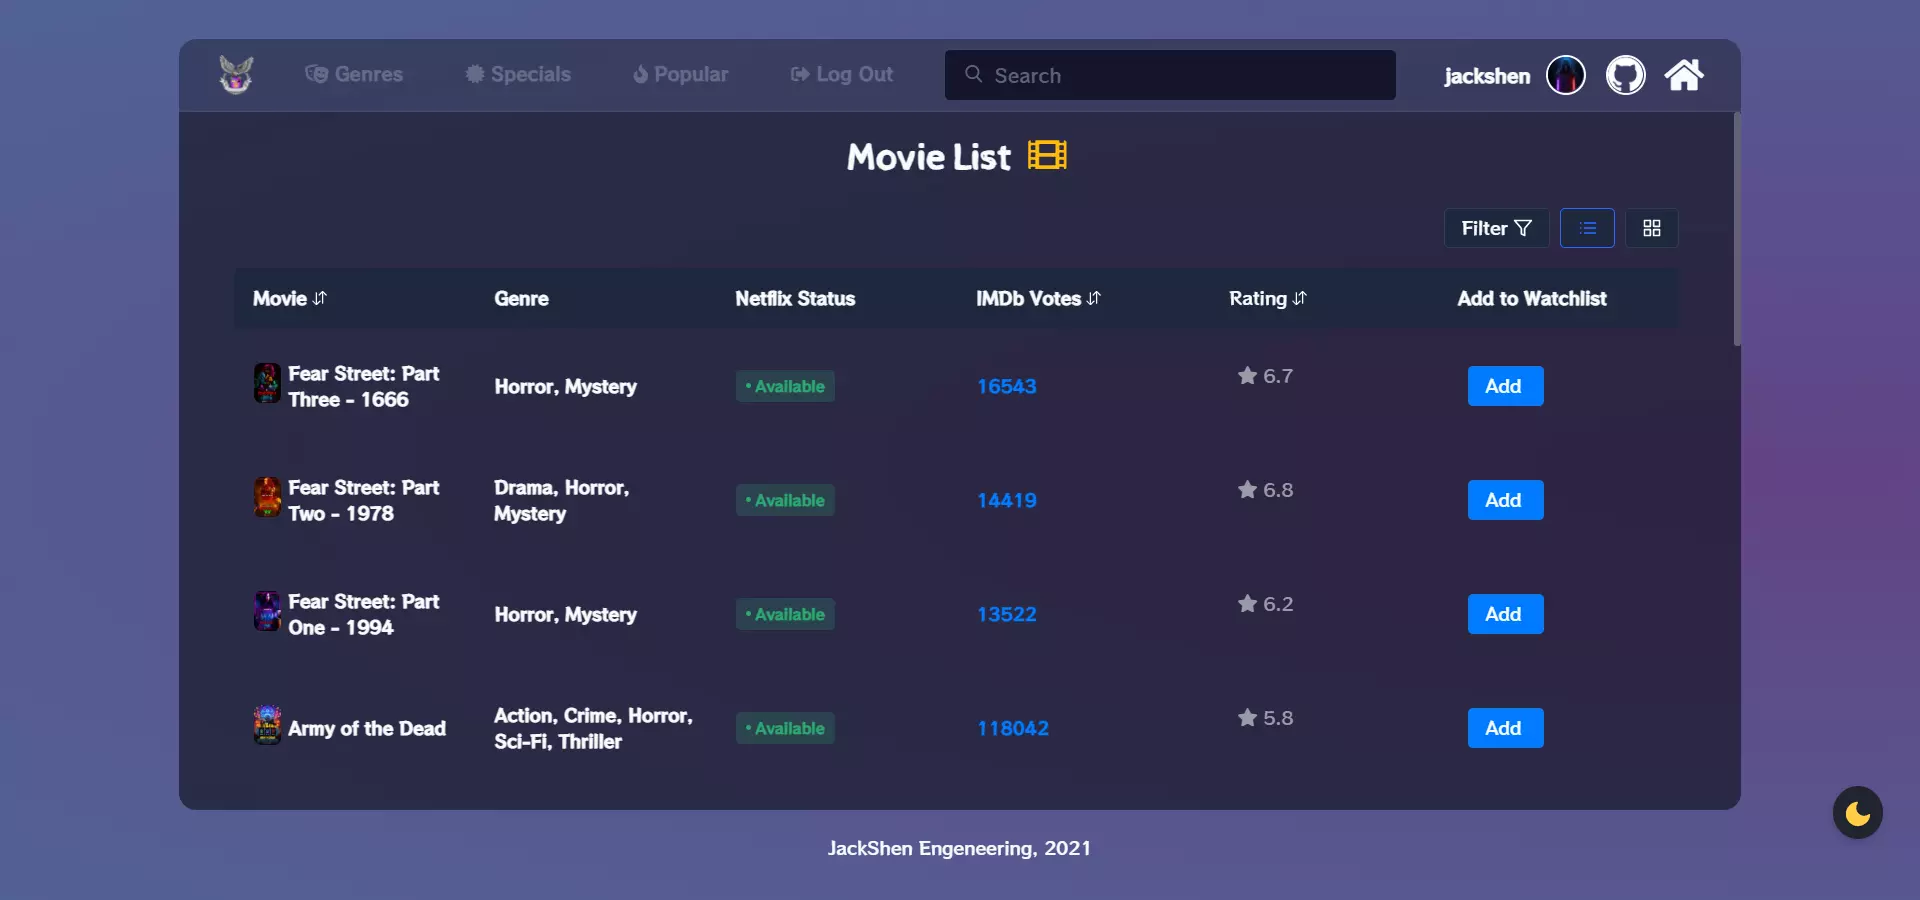 Genres Specials Popular Log Out Search jackshen
Movie List
Filter
Movie Genre Netflix Status IMDb Votes Rating Add to Watchlist
Fear Street: Part
Three - 1666
Horror, Mystery
• Available
16543
6.7
Add
Fear Street: Part
Two - 1978
Drama, Horror,
Mystery
• Available
14419
6.8
Add
Fear Street: Part
One - 1994
Horror, Mystery
• Available
13522
6.2
Add
Army of the Dead
Action, Crime, Horror,
Sci-Fi, Thriller
• Available
118042
5.8
Add
JackShen Engeneering, 2021